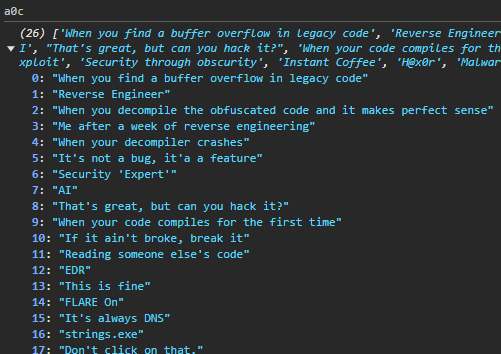 a0c
(26) ['When you find a buffer overflow in legacy code', 'Reverse Engineer
I', "That's great, but can you hack it?", 'When your code compiles for th
xploit', 'Security through obscurity', 'Instant Coffee', 'H@x0r', 'Malwar
0: "When you find a buffer overflow in legacy code"
1: "Reverse Engineer"
2: "When you decompile the obfuscated code and it makes perfect sense"
3: "Me after a week of reverse engineering"
4: "When your decompiler crashes"
5: "It's not a bug, it'a a feature"
6: "Security 'Expert'"
7: "AI"
8: "That's great, but can you hack it?"
9: "When your code compiles for the first time"
10: "If it ain't broke, break it"
11: "Reading someone else's code"
12: "EDR"
13: "This is fine"
14: "FLARE On"
15: "It's always DNS"
16: "strings.exe"
17: "Don't click on that."